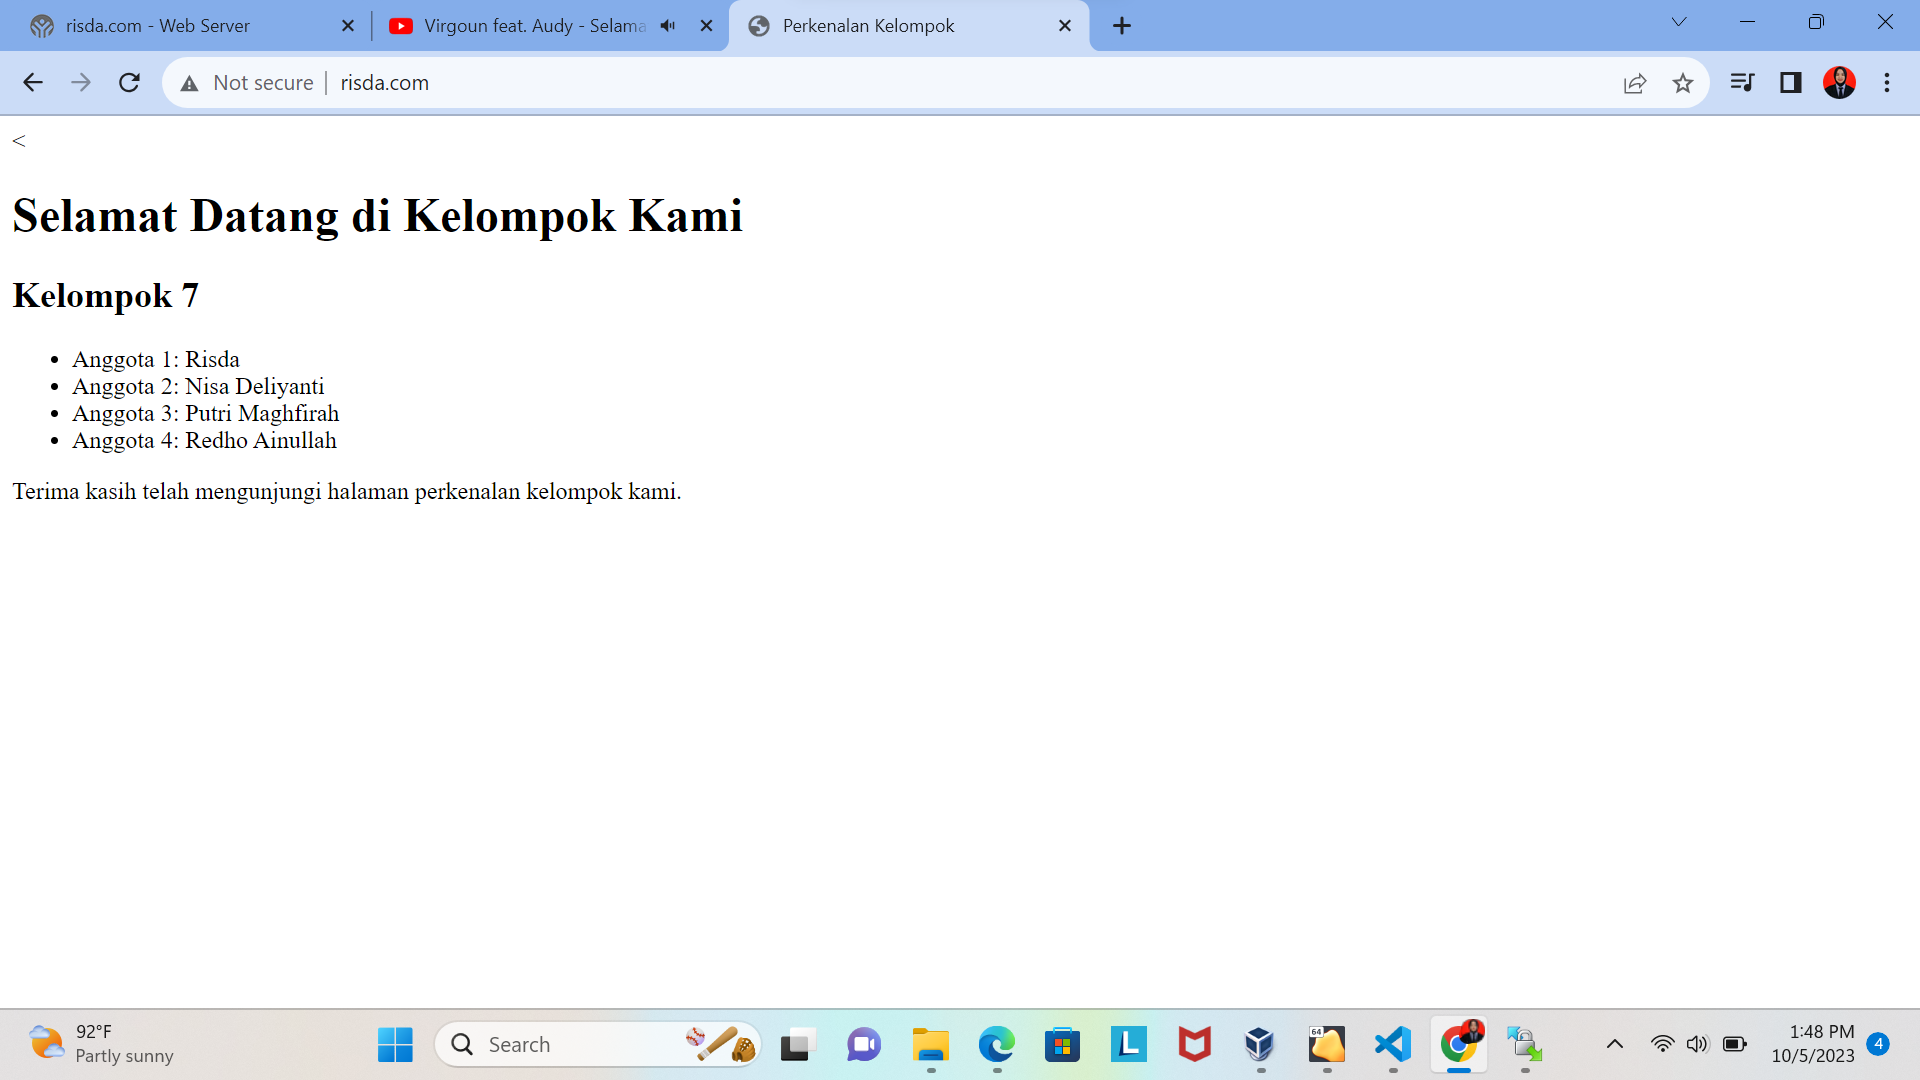 risda.com - Web Server
Virgoun feat. Audy - Selama
Perkenalan Kelompok
Not secure
risda.com
<
Selamat Datang di Kelompok Kami
Kelompok 7
• Anggota 1: Risda
• Anggota 2: Nisa Deliyanti
• Anggota 3: Putri Maghfirah
• Anggota 4: Redho Ainullah
Terima kasih telah mengunjungi halaman perkenalan kelompok kami.
92°F
Partly sunny
Search
L
64
1:48 PM
10/5/2023
4